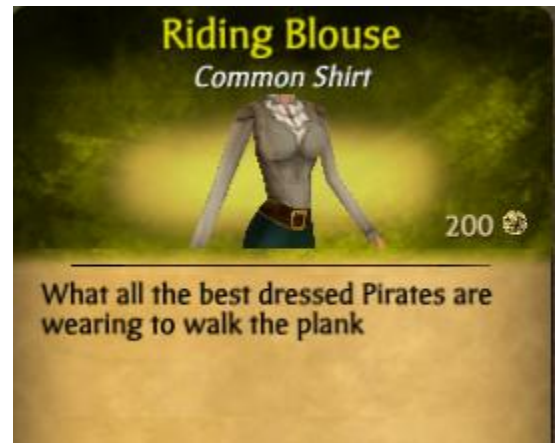 Riding Blouse
Common Shirt
200
What all the best dressed Pirates are
wearing to walk the plank